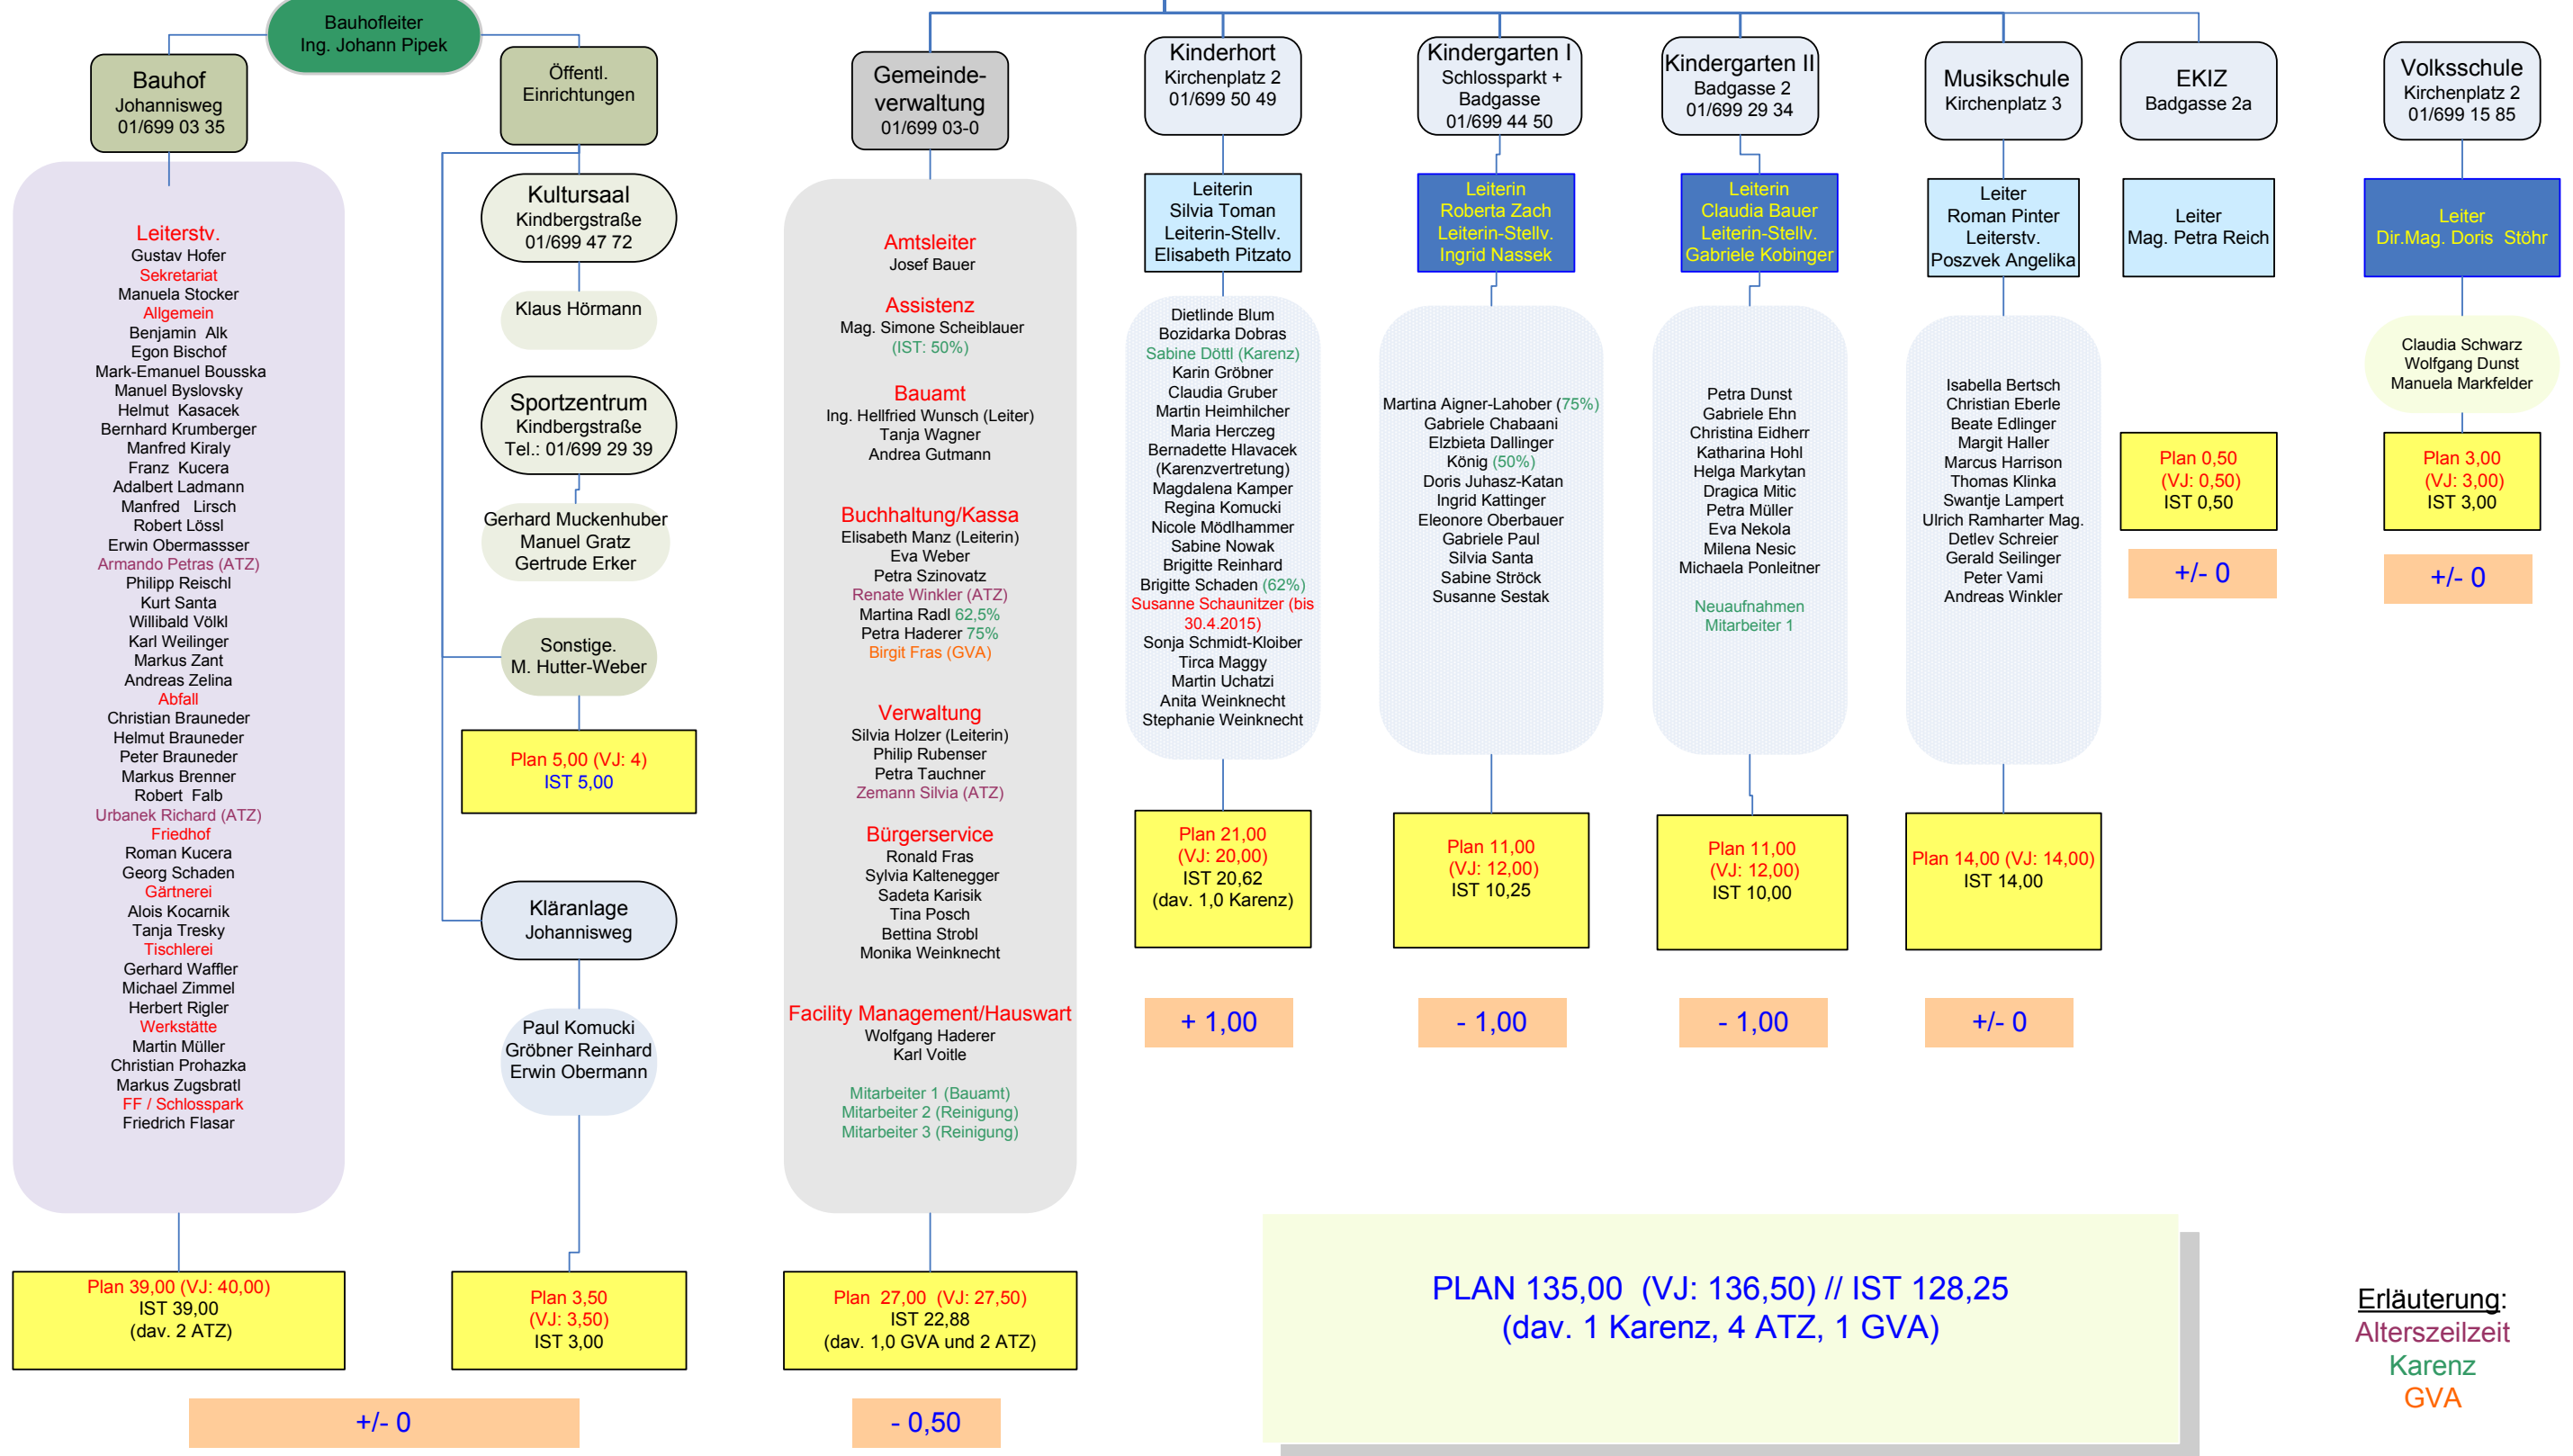 Bauhofleiter
Ing. Johann Pipek
Bauhof
Johannisweg
01/699 03 35
Leiterstv.
Gustav Hofer
Sekretariat
Manuela Stocker
Allgemein
Benjamin Alk
Egon Bischof
Mark-Emanuel Bousska
Manuel Byslovsky
Helmut Kasacek
Bernhard Krumberger
Manfred Kiraly
Franz Kucera
Adalbert Ladmann
Manfred Lirsch
Robert Lössl
Erwin Obermassser
Armando Petras (ATZ)
Philipp Reischl
Kurt Santa
Willibald Völkl
Karl Weilinger
Markus Zant
Andreas Zelina
Abfall
Christian Brauneder
Helmut Brauneder
Peter Brauneder
Markus Brenner
Robert Falb
Urbanek Richard (ATZ)
Friedhof
Roman Kucera
Georg Schaden
Gärtnerei
Alois Kocarnik
Tanja Tresky
Tischlerei
Gerhard Waffler
Michael Zimmel
Herbert Rigler
Werkstätte
Martin Müller
Christian Prohazka
Markus Zugsbratl
FF / Schlosspark
Friedrich Flasar
Plan 39,00 (VJ: 40,00)
IST 39,00
(dav. 2 ATZ)
Öffentl.
Einrichtungen
Kultursaal
Kindbergstraße
01/699 47 72
Klaus Hörmann
Sportzentrum
Kindbergstraße
Tel.: 01/699 29 39
Gerhard Muckenhuber
Manuel Gratz
Gertrude Erker
Sonstige.
M. Hutter-Weber
Plan 5,00 (VJ: 4)
IST 5,00
Kläranlage
Johannisweg
Paul Komucki
Gröbner Reinhard
Erwin Obermann
Plan 3,50
(VJ: 3,50)
IST 3,00
+/- 0
Gemeinde-
verwaltung
01/699 03-0
Amtsleiter
Josef Bauer
Assistenz
Mag. Simone Scheiblauer
(IST: 50%)
Bauamt
Ing. Hellfried Wunsch (Leiter)
Tanja Wagner
Andrea Gutmann
Buchhaltung/Kassa
Elisabeth Manz (Leiterin)
Eva Weber
Petra Szinovatz
Renate Winkler (ATZ)
Martina Radl 62,5%
Petra Haderer 75%
Birgit Fras (GVA)
Verwaltung
Silvia Holzer (Leiterin)
Philip Rubenser
Petra Tauchner
Zemann Silvia (ATZ)
Bürgerservice
Ronald Fras
Sylvia Kaltenegger
Sadeta Karisik
Tina Posch
Bettina Strobl
Monika Weinknecht
Facility Management/Hauswart
Wolfgang Haderer
Karl Voitle
Mitarbeiter 1 (Bauamt)
Mitarbeiter 2 (Reinigung)
Mitarbeiter 3 (Reinigung)
Plan 27,00 (VJ: 27,50)
IST 22,88
(dav. 1,0 GVA und 2 ATZ)
- 0,50
Kinderhort
Kirchenplatz 2
01/699 50 49
Leiterin
Silvia Toman
Leiterin-Stellv.
Elisabeth Pitzato
Dietlinde Blum
Bozidarka Dobras
Sabine Döttl (Karenz)
Karin Gröbner
Claudia Gruber
Martin Heimhilcher
Maria Herczeg
Bernadette Hlavacek
(Karenzvertretung)
Magdalena Kamper
Regina Komucki
Nicole Mödlhammer
Sabine Nowak
Brigitte Reinhard
Brigitte Schaden (62%)
Susanne Schaunitzer (bis
30.4.2015)
Sonja Schmidt-Kloiber
Tirca Maggy
Martin Uchatzi
Anita Weinknecht
Stephanie Weinknecht
Plan 21,00
(VJ: 20,00)
IST 20,62
(dav. 1,0 Karenz)
+ 1,00
Kindergarten I
Schlossparkt +
Badgasse
01/699 44 50
Leiterin
Roberta Zach
Leiterin-Stellv.
Ingrid Nassek
Martina Aigner-Lahober (75%)
Gabriele Chabaani
Elzbieta Dallinger
König (50%)
Doris Juhasz-Katan
Ingrid Kattinger
Eleonore Oberbauer
Gabriele Paul
Silvia Santa
Sabine Ströck
Susanne Sestak
Plan 11,00
(VJ: 12,00)
IST 10,25
- 1,00
Kindergarten II
Badgasse 2
01/699 29 34
Leiterin
Claudia Bauer
Leiterin-Stellv.
Gabriele Kobinger
Petra Dunst
Gabriele Ehn
Christina Eidherr
Katharina Hohl
Helga Markytan
Dragica Mitic
Petra Müller
Eva Nekola
Milena Nesic
Michaela Ponleitner
Neuaufnahmen
Mitarbeiter 1
Plan 11,00
(VJ: 12,00)
IST 10,00
- 1,00
Musikschule
Kirchenplatz 3
Leiter
Roman Pinter
Leiterstv.
Poszvek Angelika
Isabella Bertsch
Christian Eberle
Beate Edlinger
Margit Haller
Marcus Harrison
Thomas Klinka
Swantje Lampert
Ulrich Ramharter Mag.
Detlev Schreier
Gerald Seilinger
Peter Vami
Andreas Winkler
Plan 14,00 (VJ: 14,00)
IST 14,00
+/- 0
EKIZ
Badgasse 2a
Leiter
Mag. Petra Reich
Plan 0,50
(VJ: 0,50)
IST 0,50
+/- 0
Volksschule
Kirchenplatz 2
01/699 15 85
Leiter
Dir.Mag. Doris Stöhr
Claudia Schwarz
Wolfgang Dunst
Manuela Markfelder
Plan 3,00
(VJ: 3,00)
IST 3,00
+/- 0
PLAN 135,00 (VJ: 136,50) // IST 128,25
(dav. 1 Karenz, 4 ATZ, 1 GVA)
Erläuterung:
Alterszeilzeit
Karenz
GVA